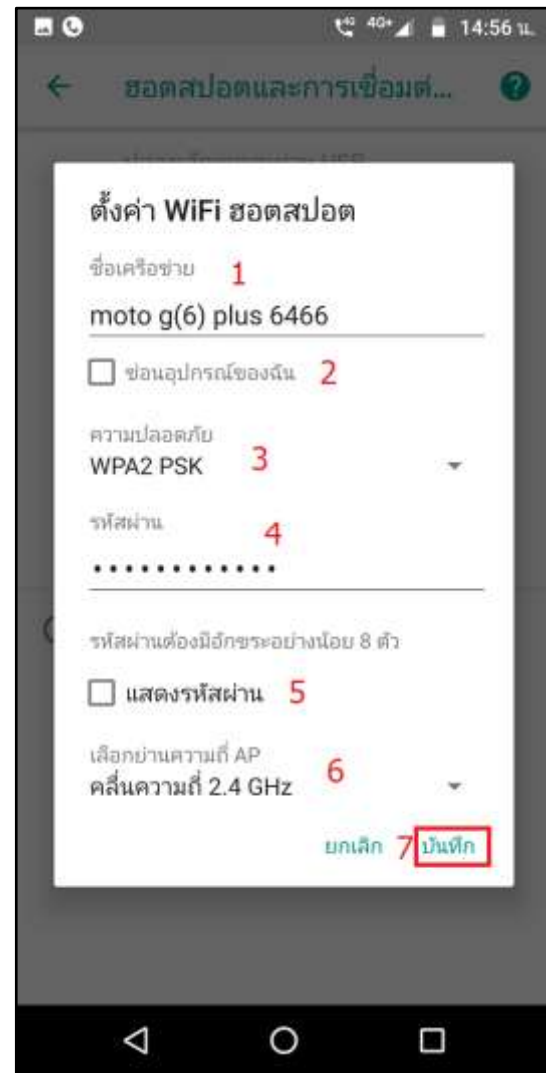 14:56 น.
ฮอตสปอตและการเชื่อมต่...
ตั้งค่า WiFi ฮอตสปอต
ชื่อเครือข่าย 1
moto g(6) plus 6466
ซ่อนอุปกรณ์ของฉัน 2
ความปลอดภัย
WPA2 PSK 3
รหัสผ่าน 4
••••••••••••
รหัสผ่านต้องมีอักขระอย่างน้อย 8 ตัว
แสดงรหัสผ่าน 5
เลือกย่านความถี่ AP
คลื่นความถี่ 2.4 GHz 6
ยกเลิก 7 บันทึก